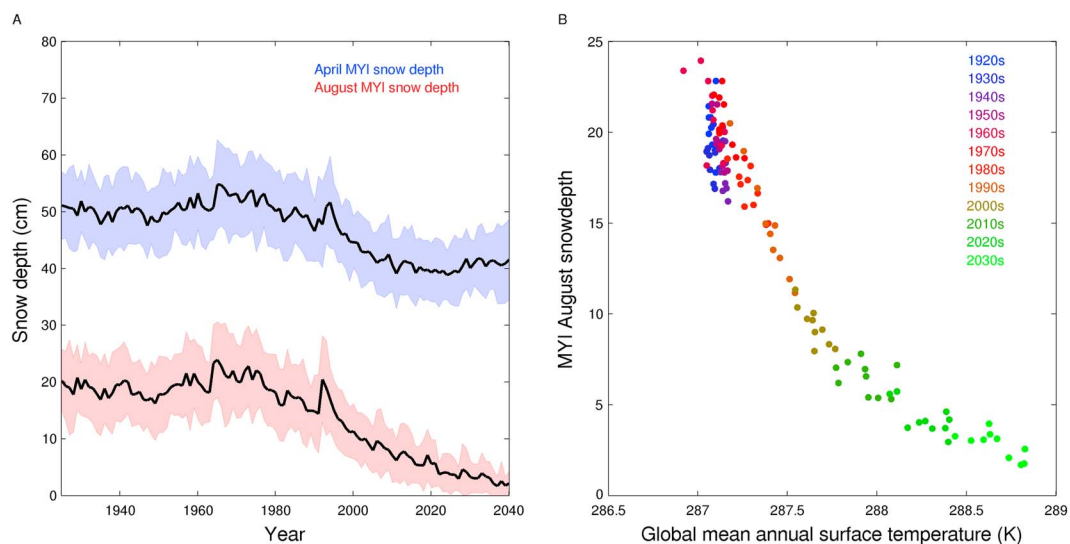 A
80
70
60
50
40
30
20
10
0
Snow depth (cm)
April MYI snow depth
August MYI snow depth
1940 1960 1980 2000 2020 2040
Year
B
25
20
15
10
5
0
MYI August snowdepth
1920s
1930s
1940s
1950s
1960s
1970s
1980s
1990s
2000s
2010s
2020s
2030s
286.5 287 287.5 288 288.5 289
Global mean annual surface temperature (K)